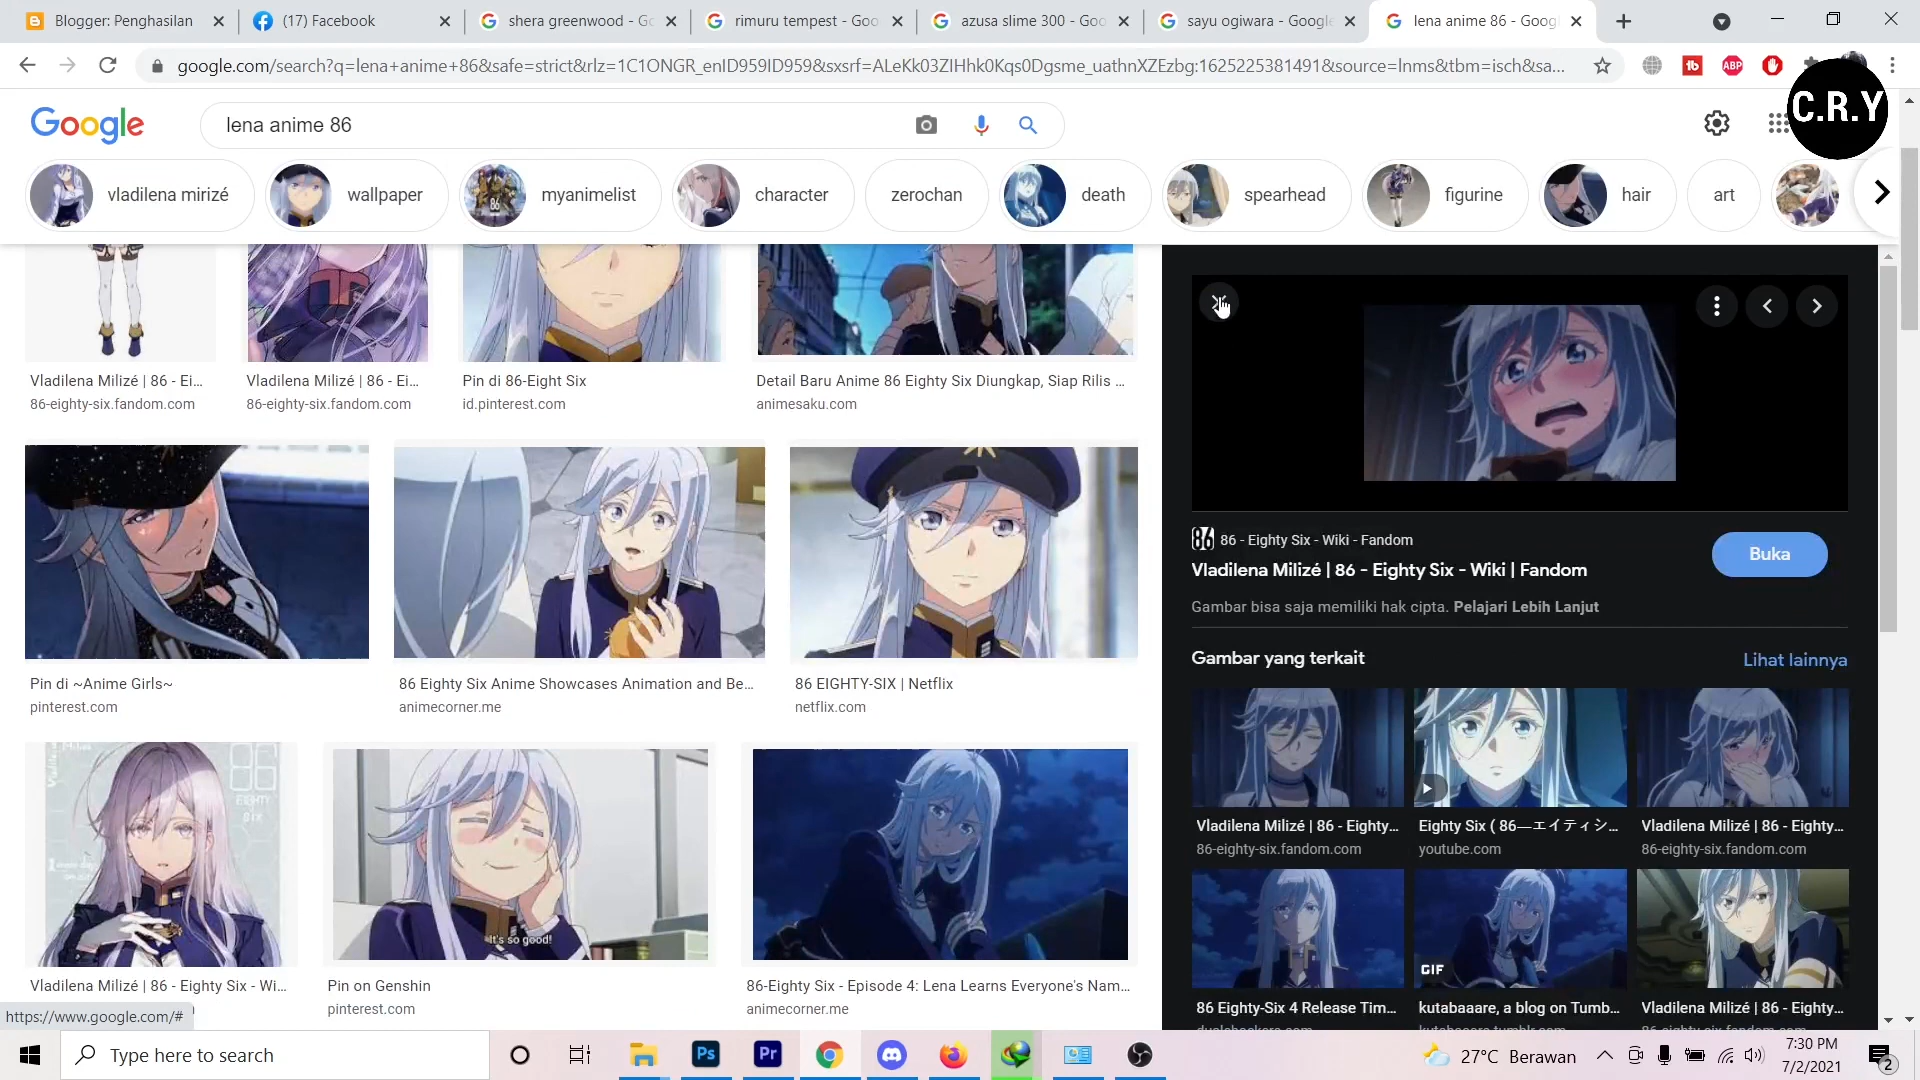 Blogger: Penghasilan
(17) Facebook
shera greenwood - Go
rimuru tempest - Goo
azusa slime 300 - Goo
sayu ogiwara - Google
lena anime 86 - Goog
google.com/search?q=lena+anime+86&safe=strict&rlz=1C1ONGR_enID959ID959&sxsrf=ALeKk03ZIHhk0Kqs0Dgsme_uathnXZEzbg:1625225381491&source=lnms&tbm=isch&sa...
ABP
C.R.Y
Google
lena anime 86
vladilena mirizé
wallpaper
myanimelist
character
zerochan
death
spearhead
figurine
hair
art
Vladilena Milizé | 86 - Ei...
86-eighty-six.fandom.com
Vladilena Milizé | 86 - Ei...
86-eighty-six.fandom.com
Pin di 86-Eight Six
id.pinterest.com
Detail Baru Anime 86 Eighty Six Diungkap, Siap Rilis ...
animesaku.com
Pin di ~Anime Girls~
pinterest.com
86 Eighty Six Anime Showcases Animation and Be...
animecorner.me
86 EIGHTY-SIX | Netflix
netflix.com
86
EIGHTY
SIX
It's so good!
Vladilena Milizé | 86 - Eighty Six - Wi...
Pin on Genshin
pinterest.com
86-Eighty Six - Episode 4: Lena Learns Everyone's Nam...
animecorner.me
https://www.google.com/#
86
86 - Eighty Six - Wiki - Fandom
Vladilena Milizé | 86 - Eighty Six - Wiki | Fandom
Buka
Gambar bisa saja memiliki hak cipta. Pelajari Lebih Lanjut
Gambar yang terkait
Lihat lainnya
Vladilena Milizé | 86 - Eighty...
86-eighty-six.fandom.com
Eighty Six ( 86—エイティシ...
youtube.com
Vladilena Milizé | 86 - Eighty...
86-eighty-six.fandom.com
GIF
86 Eighty-Six 4 Release Tim...
kutabaaare, a blog on Tumb...
Vladilena Milizé | 86 - Eighty...
Type here to search
Ps
Pr
27°C Berawan
7:30 PM
7/2/2021
2